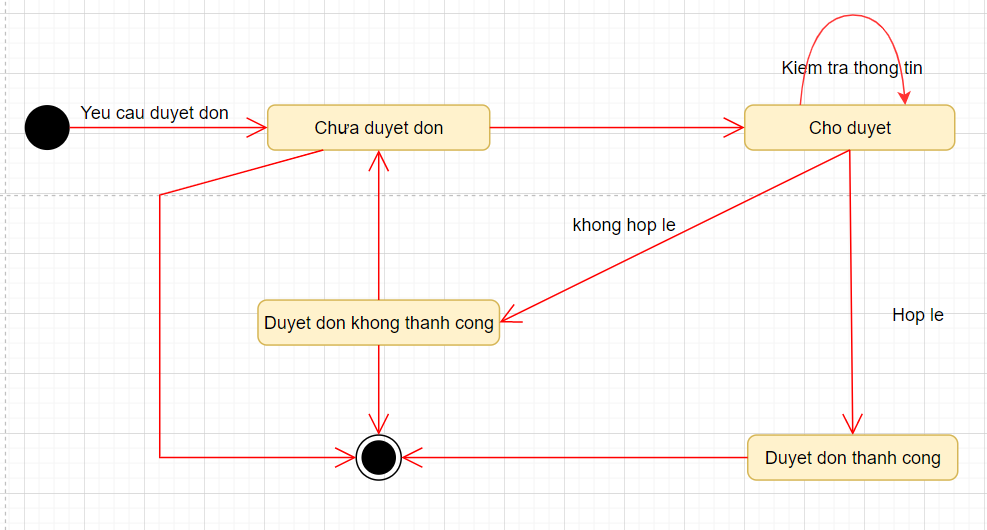 Kiem tra thong tin
Yeu cau duyet don
Chưa duyet don
Cho duyet
khong hop le
Hop le
Duyet don khong thanh cong
Duyet don thanh cong